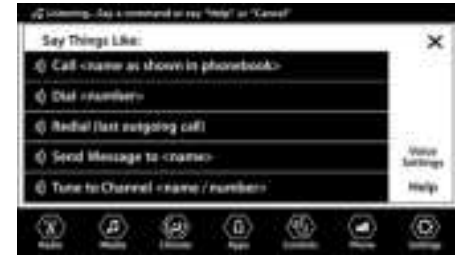 Listening...Say a command or say "Help" or "Cancel"
Say Things Like:
Call <name as shown in phonebook>
Dial <number>
Redial (last outgoing call)
Send Message to <name>
Tune to Channel <name / number>
Voice
Settings
Help
Radio
Media
Climate
Apps
Controls
Phone
Settings